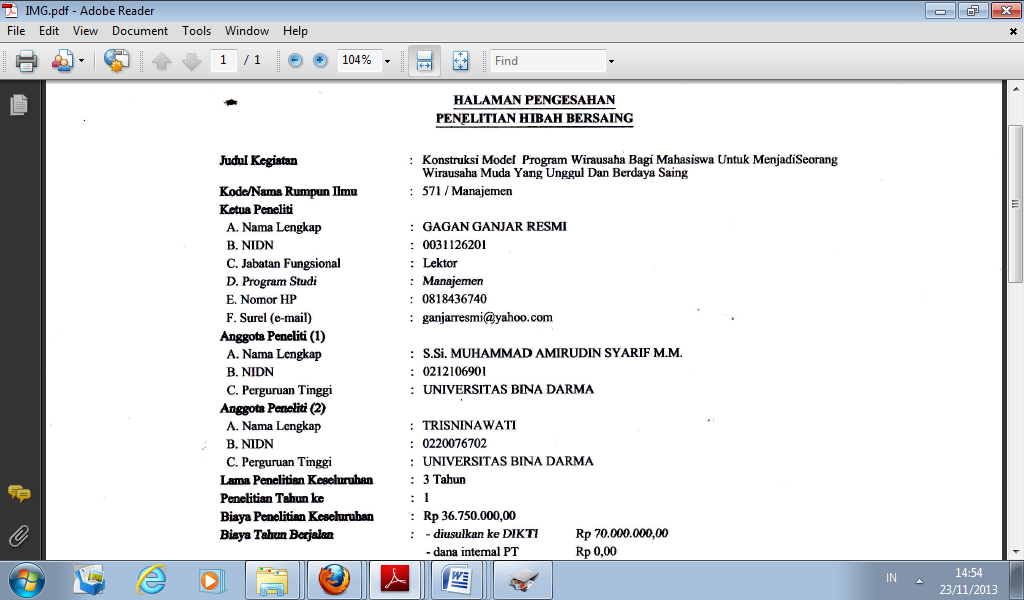 IMG.pdf - Adobe Reader
File Edit View Document Tools Window Help
1 / 1 104% Find
HALAMAN PENGESAHAN
PENELITIAN HIBAH BERSAING
Judul Kegiatan : Konstruksi Model Program Wirausaha Bagi Mahasiswa Untuk MenjadiSeorang
Wirausaha Muda Yang Unggul Dan Berdaya Saing
Kode/Nama Rumpun Ilmu : 571 / Manajemen
Ketua Peneliti
A. Nama Lengkap : GAGAN GANJAR RESMI
B. NIDN : 0031126201
C. Jabatan Fungsional : Lektor
D. Program Studi : Manajemen
E. Nomor HP : 0818436740
F. Surel (e-mail) : ganjarresmi@yahoo.com
Anggota Peneliti (1)
A. Nama Lengkap : S.Si. MUHAMMAD AMIRUDIN SYARIF M.M.
B. NIDN : 0212106901
C. Perguruan Tinggi : UNIVERSITAS BINA DARMA
Anggota Peneliti (2)
A. Nama Lengkap : TRISNINAWATI
B. NIDN : 0220076702
C. Perguruan Tinggi : UNIVERSITAS BINA DARMA
Lama Penelitian Keseluruhan : 3 Tahun
Penelitian Tahun ke : 1
Biaya Penelitian Keseluruhan : Rp 36.750.000,00
Biaya Tahun Berjalan : - diusulkan ke DIKTI Rp 70.000.000,00
- dana internal PT Rp 0,00
IN 14:54
23/11/2013